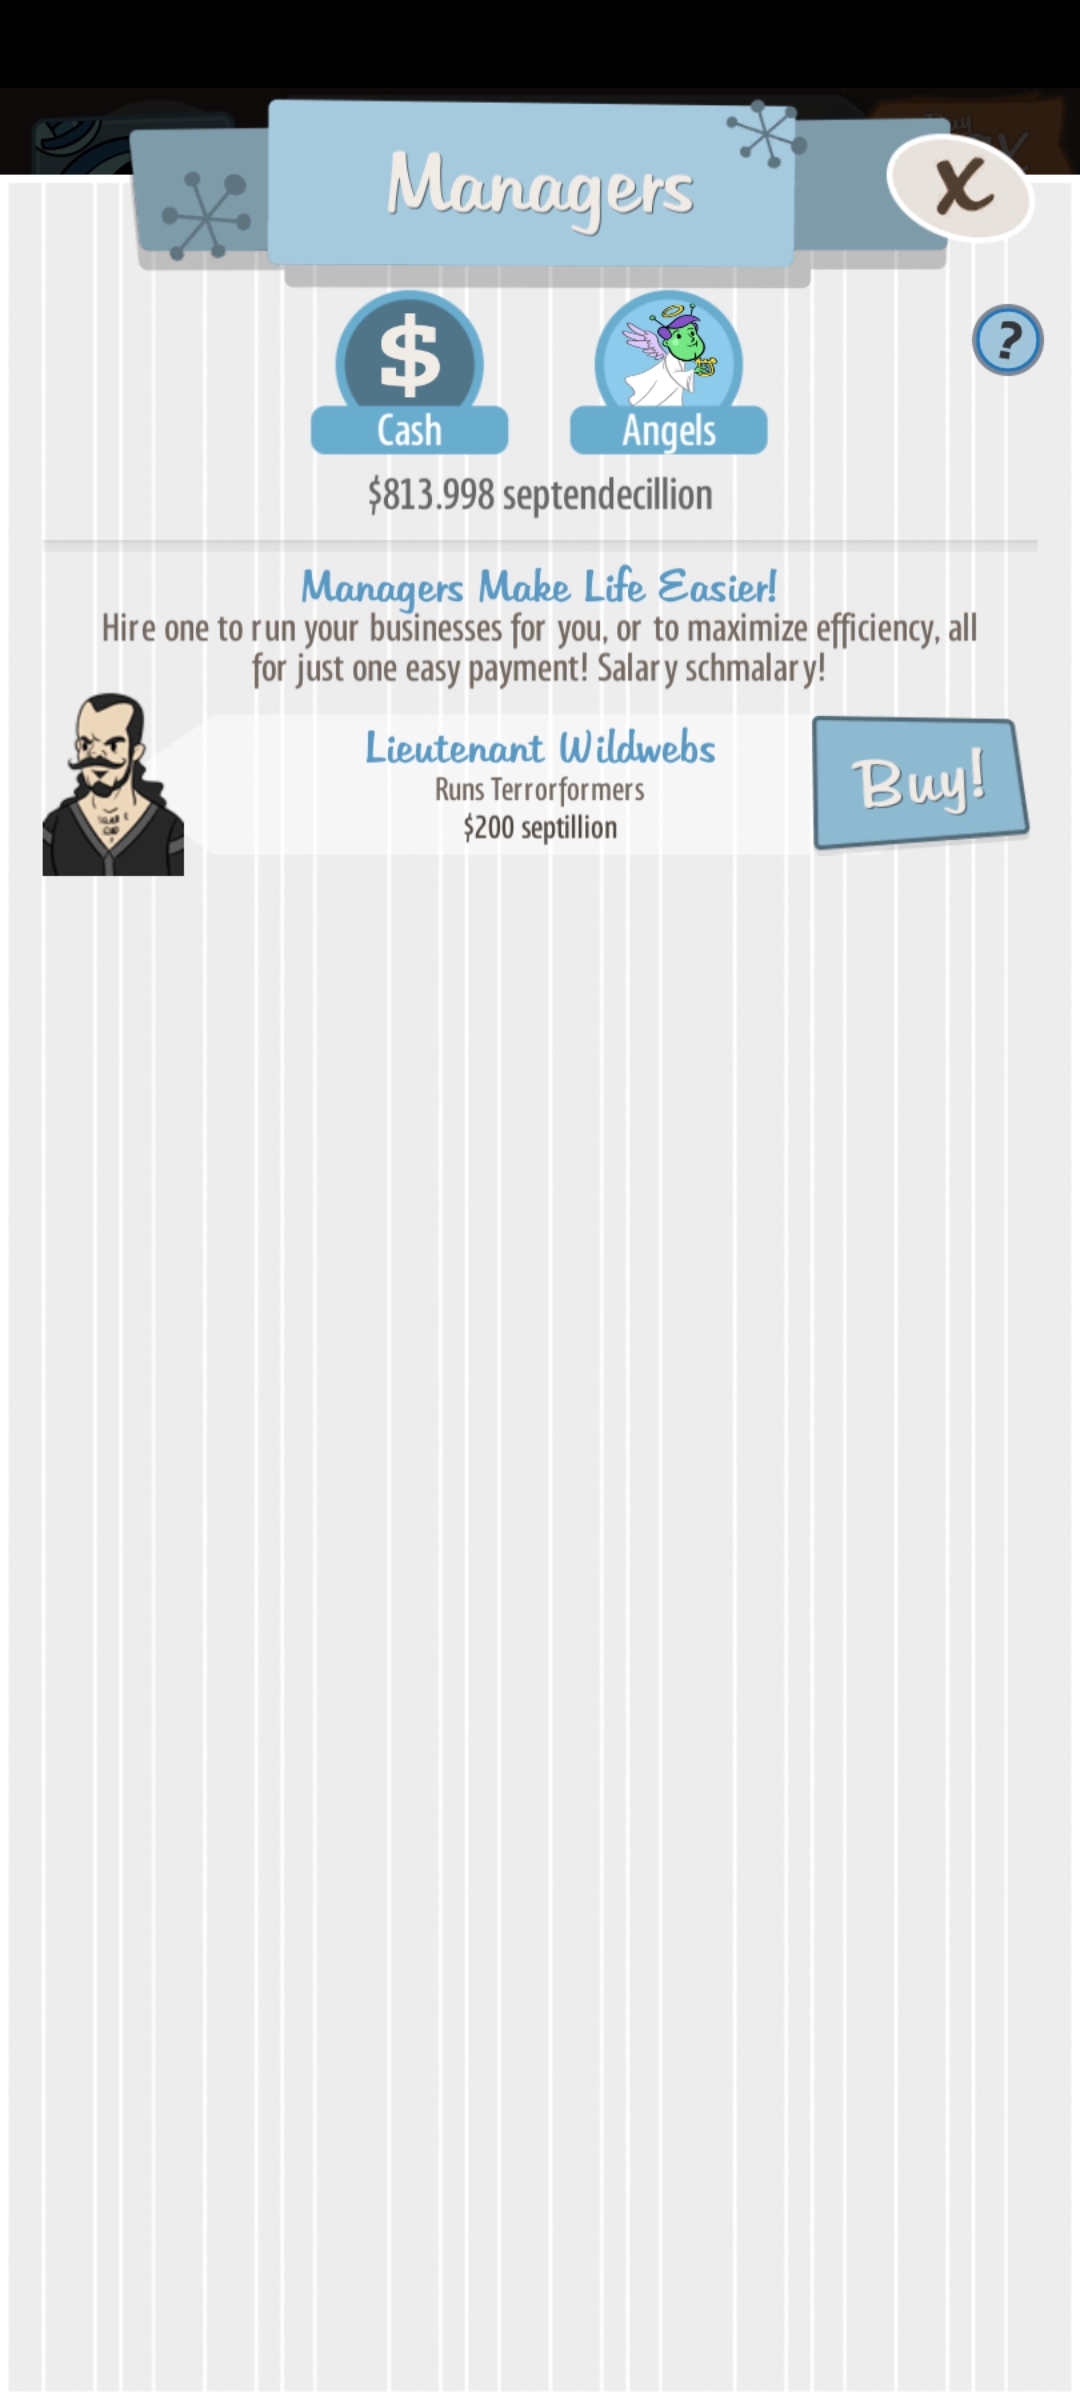 Managers
X
$
?
Cash
Angels
$813.998 septendecillion
Managers Make Life Easier!
Hire one to run your businesses for you, or to maximize efficiency, all
for just one easy payment! Salary schmalary!
Lieutenant Wildwebs
Runs Terrorformers
$200 septillion
Buy!